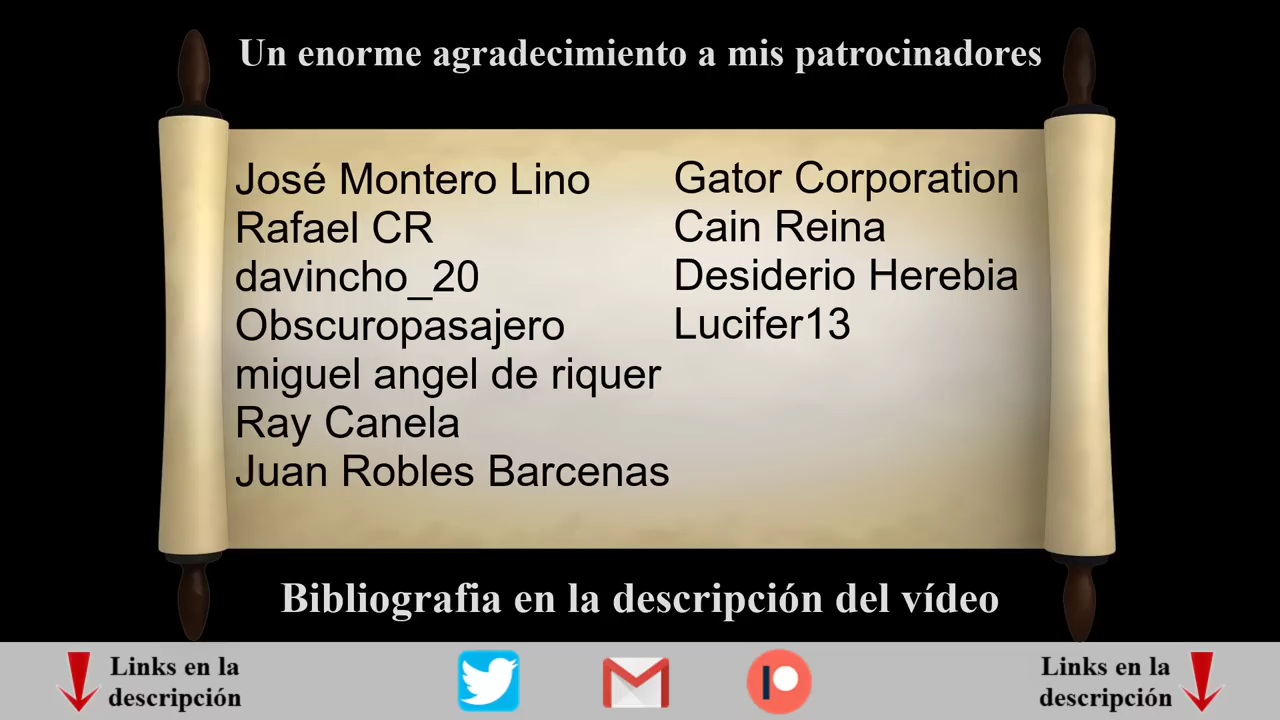 Un enorme agradecimiento a mis patrocinadores
José Montero Lino
Rafael CR
davincho_20
Obscuropasajero
miguel angel de riquer
Ray Canela
Juan Robles Barcenas
Gator Corporation
Cain Reina
Desiderio Herebia
Lucifer13
Bibliografia en la descripción del vídeo
Links en la
descripción
Links en la
descripción